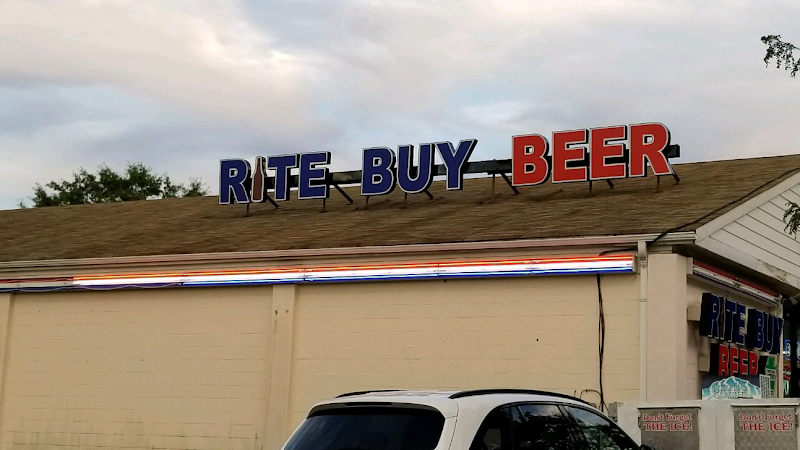 RITE BUY BEER
RITE BUY
BEER
Don't Forget
THE ICE!
Don't Forget
THE ICE!